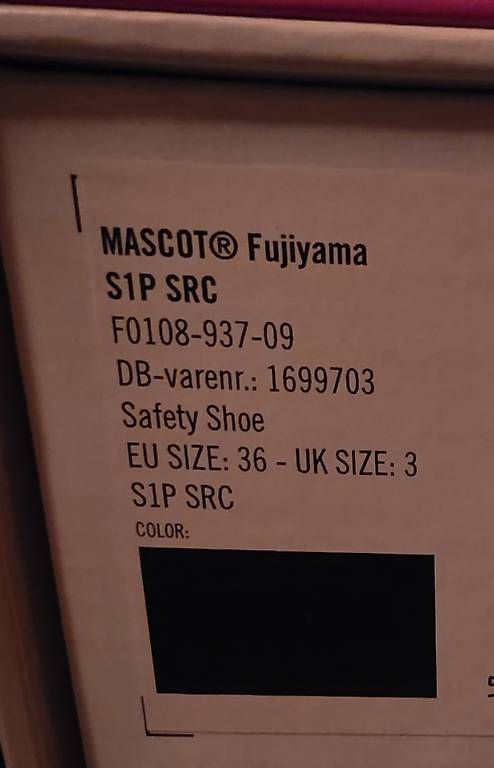 MASCOT® Fujiyama
S1P SRC
F0108-937-09
DB-varenr.: 1699703
Safety Shoe
EU SIZE: 36 - UK SIZE: 3
S1P SRC
COLOR: